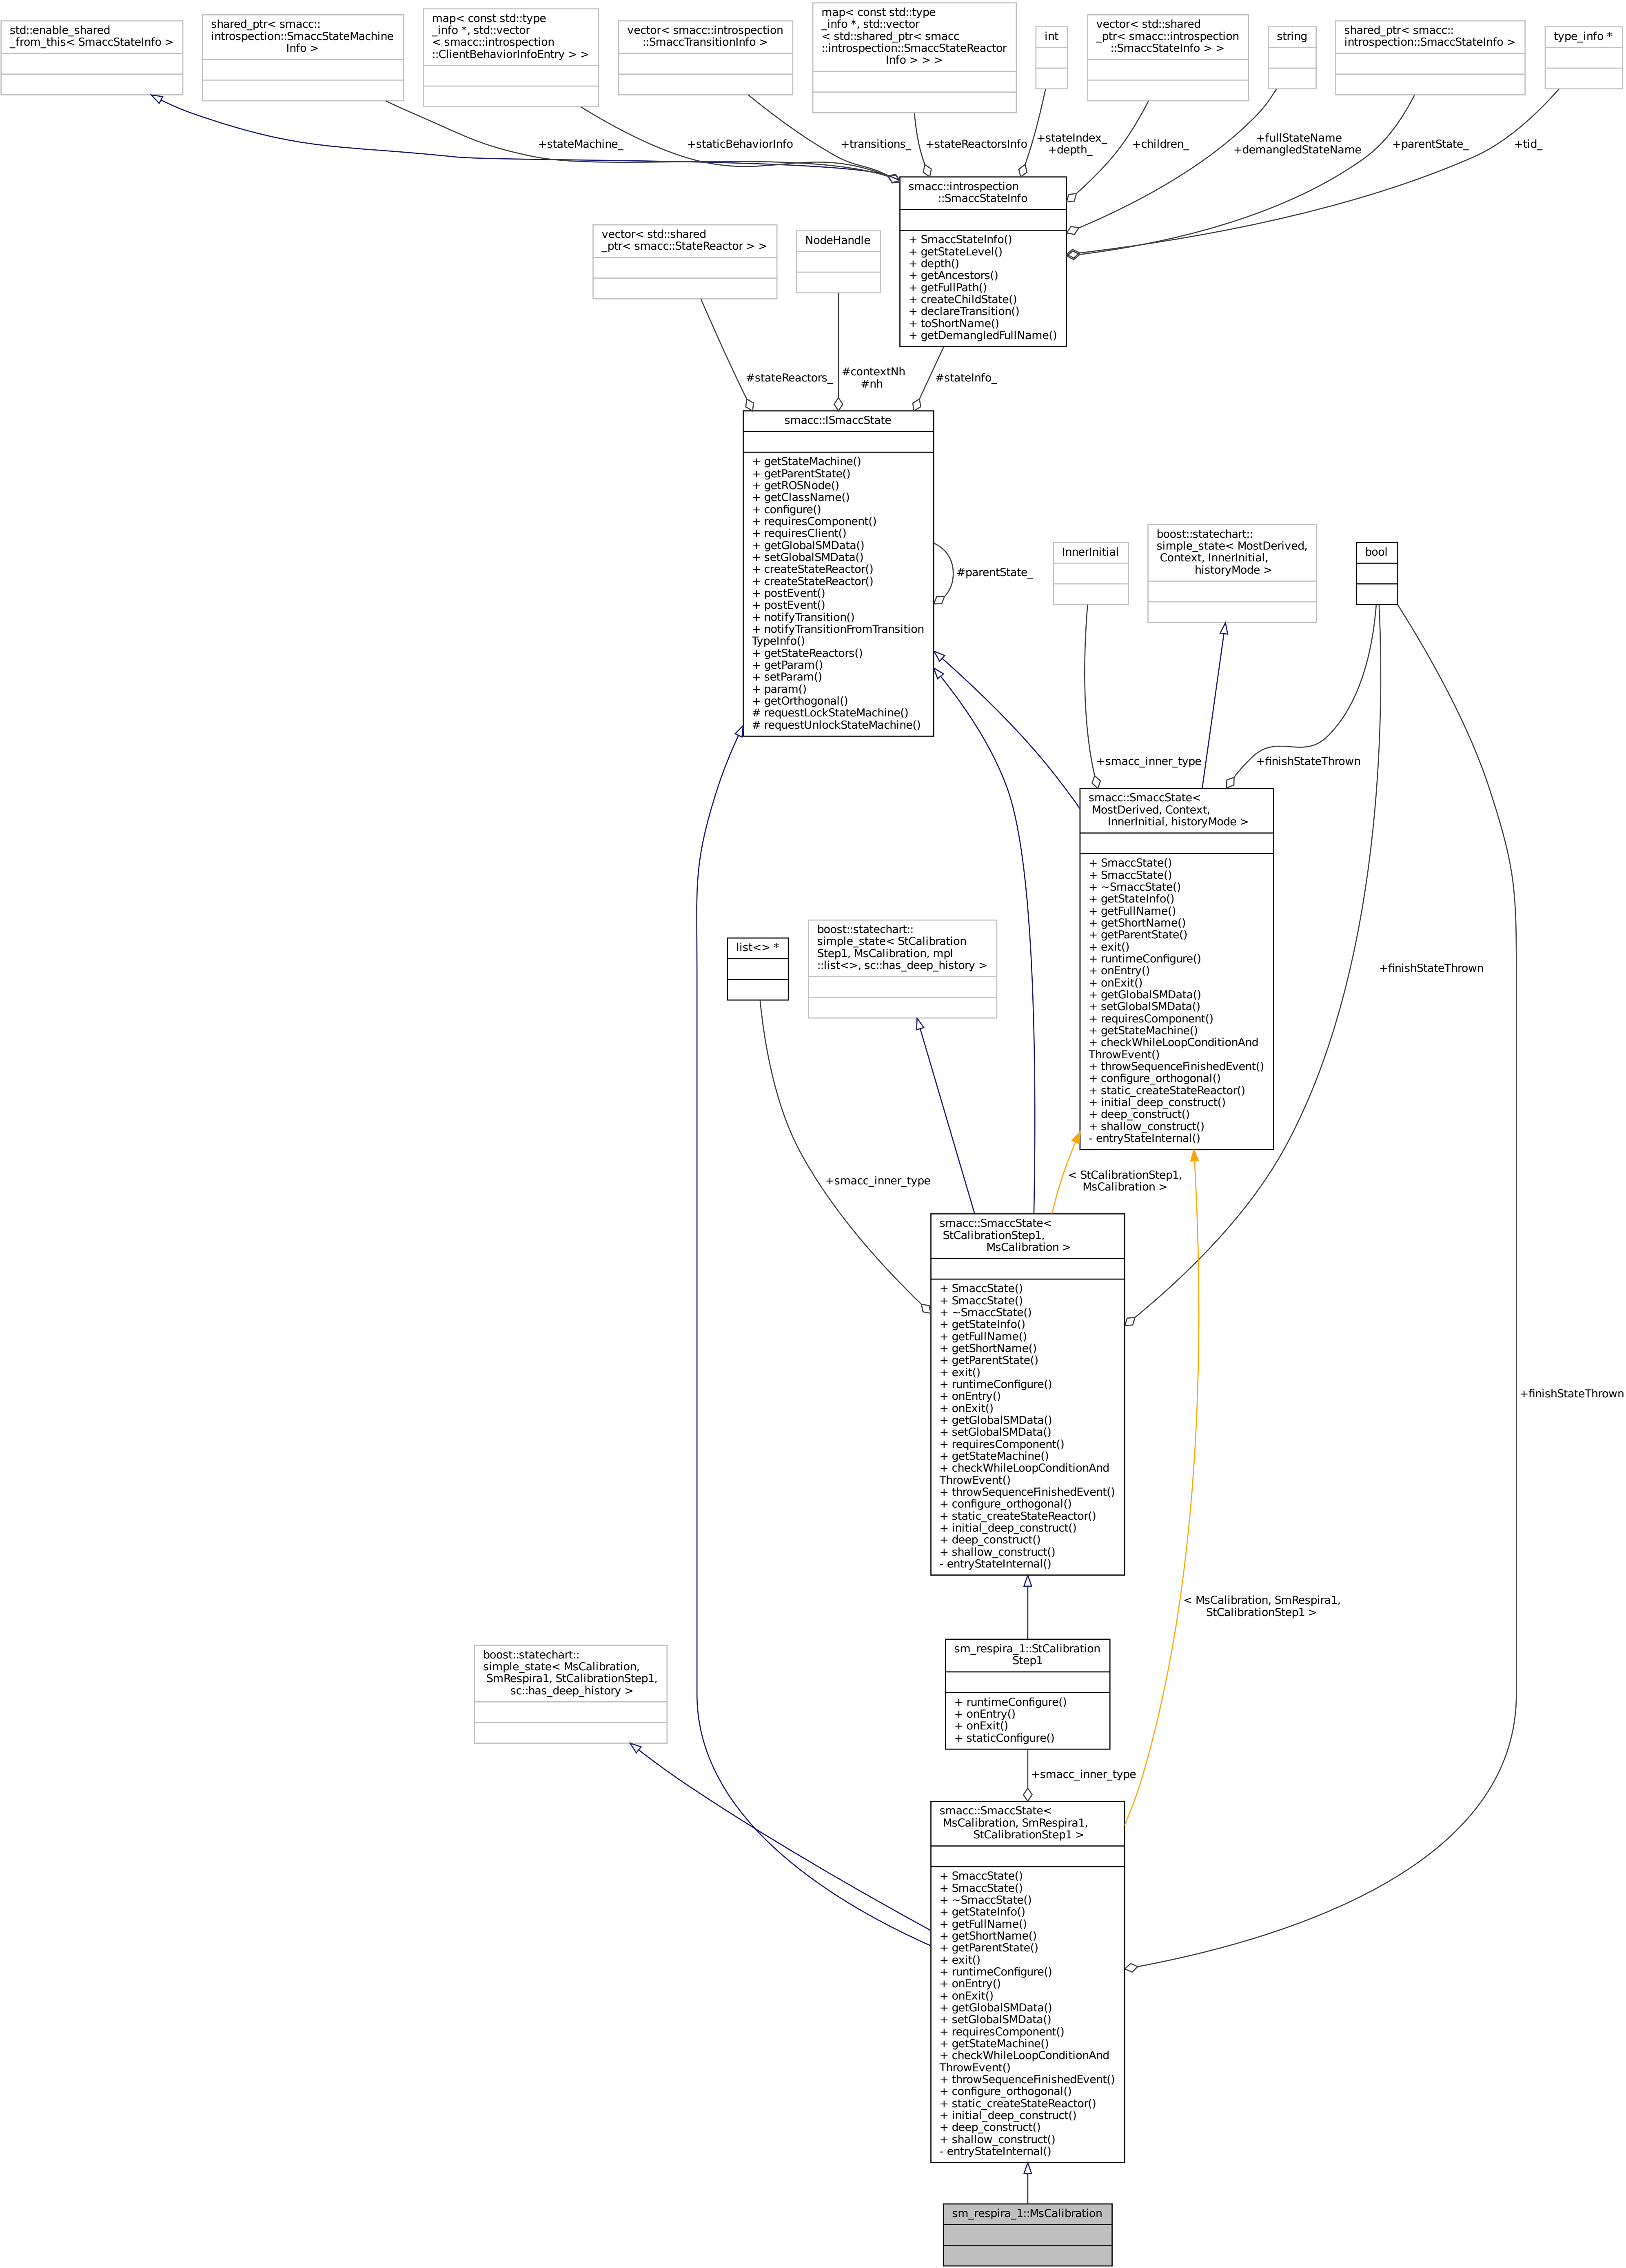 std::enable_shared
_from_this< SmaccStateInfo >
shared_ptr< smacc::
introspection::SmaccStateMachine
Info >
map< const std::type
_info *, std::vector
< smacc::introspection
::ClientBehaviorInfoEntry > >
vector< smacc::introspection
::SmaccTransitionInfo >
map< const std::type
_info *, std::vector
< std::shared_ptr< smacc
::introspection::SmaccStateReactor
Info > > >
int
vector< std::shared
_ptr< smacc::introspection
::SmaccStateInfo > >
string
shared_ptr< smacc::
introspection::SmaccStateInfo >
type_info *
+stateMachine_
+staticBehaviorInfo
+transitions_
+stateReactorsInfo
+stateIndex_
+depth_
+children_
+fullStateName
+demangledStateName
+parentState_
+tid_
smacc::introspection
::SmaccStateInfo
+ SmaccStateInfo()
+ getStateLevel()
+ depth()
+ getAncestors()
+ getFullPath()
+ createChildState()
+ declareTransition()
+ toShortName()
+ getDemangledFullName()
vector< std::shared
_ptr< smacc::StateReactor > >
NodeHandle
#stateReactors_
#contextNh
#nh
#stateInfo_
smacc::ISmaccState
+ getStateMachine()
+ getParentState()
+ getROSNode()
+ getClassName()
+ configure()
+ requiresComponent()
+ requiresClient()
+ getGlobalSMData()
+ setGlobalSMData()
+ createStateReactor()
+ createStateReactor()
+ postEvent()
+ postEvent()
+ notifyTransition()
+ notifyTransitionFromTransition
TypeInfo()
+ getStateReactors()
+ getParam()
+ setParam()
+ param()
+ getOrthogonal()
# requestLockStateMachine()
# requestUnlockStateMachine()
#parentState_
InnerInitial
boost::statechart::
simple_state< MostDerived,
Context, InnerInitial,
historyMode >
bool
+smacc_inner_type
+finishStateThrown
smacc::SmaccState<
MostDerived, Context,
InnerInitial, historyMode >
+ SmaccState()
+ SmaccState()
+ ~SmaccState()
+ getStateInfo()
+ getFullName()
+ getShortName()
+ getParentState()
+ exit()
+ runtimeConfigure()
+ onEntry()
+ onExit()
+ getGlobalSMData()
+ setGlobalSMData()
+ requiresComponent()
+ getStateMachine()
+ checkWhileLoopConditionAnd
ThrowEvent()
+ throwSequenceFinishedEvent()
+ configure_orthogonal()
+ static_createStateReactor()
+ initial_deep_construct()
+ deep_construct()
+ shallow_construct()
- entryStateInternal()
list<> *
boost::statechart::
simple_state< StCalibration
Step1, MsCalibration, mpl
::list<>, sc::has_deep_history >
+finishStateThrown
+smacc_inner_type
< StCalibrationStep1,
MsCalibration >
smacc::SmaccState<
StCalibrationStep1,
MsCalibration >
+ SmaccState()
+ SmaccState()
+ ~SmaccState()
+ getStateInfo()
+ getFullName()
+ getShortName()
+ getParentState()
+ exit()
+ runtimeConfigure()
+ onEntry()
+ onExit()
+ getGlobalSMData()
+ setGlobalSMData()
+ requiresComponent()
+ getStateMachine()
+ checkWhileLoopConditionAnd
ThrowEvent()
+ throwSequenceFinishedEvent()
+ configure_orthogonal()
+ static_createStateReactor()
+ initial_deep_construct()
+ deep_construct()
+ shallow_construct()
- entryStateInternal()
+finishStateThrown
< MsCalibration, SmRespira1,
StCalibrationStep1 >
boost::statechart::
simple_state< MsCalibration,
SmRespira1, StCalibrationStep1,
sc::has_deep_history >
sm_respira_1::StCalibration
Step1
+ runtimeConfigure()
+ onEntry()
+ onExit()
+ staticConfigure()
+smacc_inner_type
smacc::SmaccState<
MsCalibration, SmRespira1,
StCalibrationStep1 >
+ SmaccState()
+ SmaccState()
+ ~SmaccState()
+ getStateInfo()
+ getFullName()
+ getShortName()
+ getParentState()
+ exit()
+ runtimeConfigure()
+ onEntry()
+ onExit()
+ getGlobalSMData()
+ setGlobalSMData()
+ requiresComponent()
+ getStateMachine()
+ checkWhileLoopConditionAnd
ThrowEvent()
+ throwSequenceFinishedEvent()
+ configure_orthogonal()
+ static_createStateReactor()
+ initial_deep_construct()
+ deep_construct()
+ shallow_construct()
- entryStateInternal()
sm_respira_1::MsCalibration